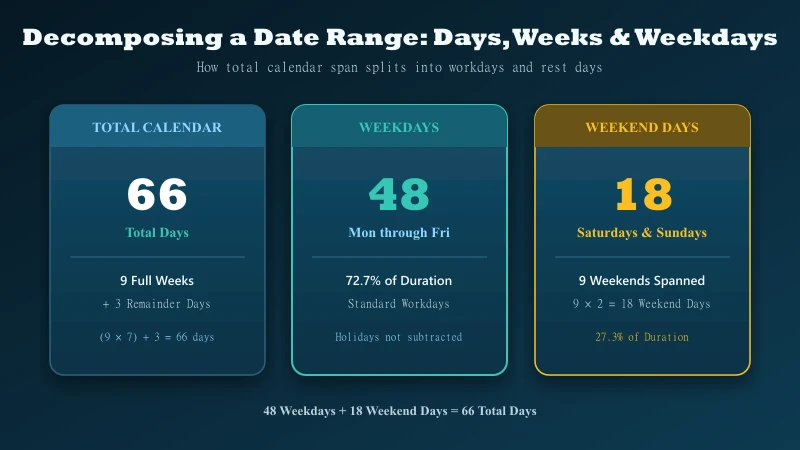 Decomposing a Date Range: Days, Weeks & Weekdays
How total calendar span splits into workdays and rest days
TOTAL CALENDAR
66
Total Days
9 Full Weeks
+ 3 Remainder Days
(9 × 7) + 3 = 66 days
WEEKDAYS
48
Mon through Fri
72.7% of Duration
Standard Workdays
Holidays not subtracted
WEEKEND DAYS
18
Saturdays & Sundays
9 Weekends Spanned
9 × 2 = 18 Weekend Days
27.3% of Duration
48 Weekdays + 18 Weekend Days = 66 Total Days